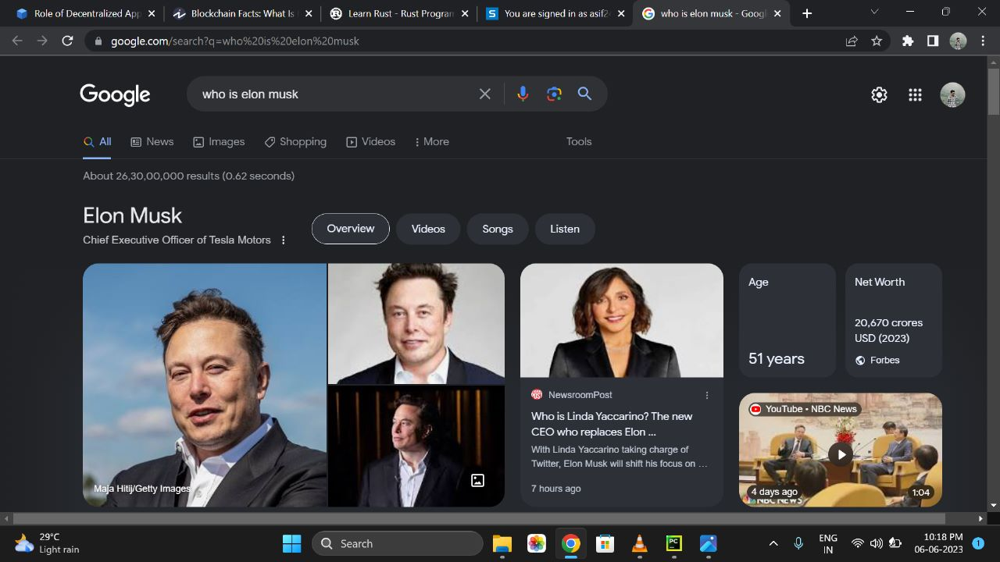 Role of Decentralized App
Blockchain Facts: What Is
Learn Rust - Rust Program
You are signed in as asif2
who is elon musk - Googl
google.com/search?q=who%20is%20elon%20musk
Google
who is elon musk
All
News
Images
Shopping
Videos
More
Tools
About 26,30,00,000 results (0.62 seconds)
Elon Musk
Chief Executive Officer of Tesla Motors
Overview
Videos
Songs
Listen
Maja Hitij/Getty Images
NewsroomPost
Who is Linda Yaccarino? The new
CEO who replaces Elon ...
With Linda Yaccarino taking charge of
Twitter, Elon Musk will shift his focus on ...
7 hours ago
Age
51 years
Net Worth
20,670 crores
USD (2023)
Forbes
YouTube • NBC News
4 days ago
1:04
NBC NEWS
29°C
Light rain
Search
PC
ENG
IN
10:18 PM
06-06-2023
1